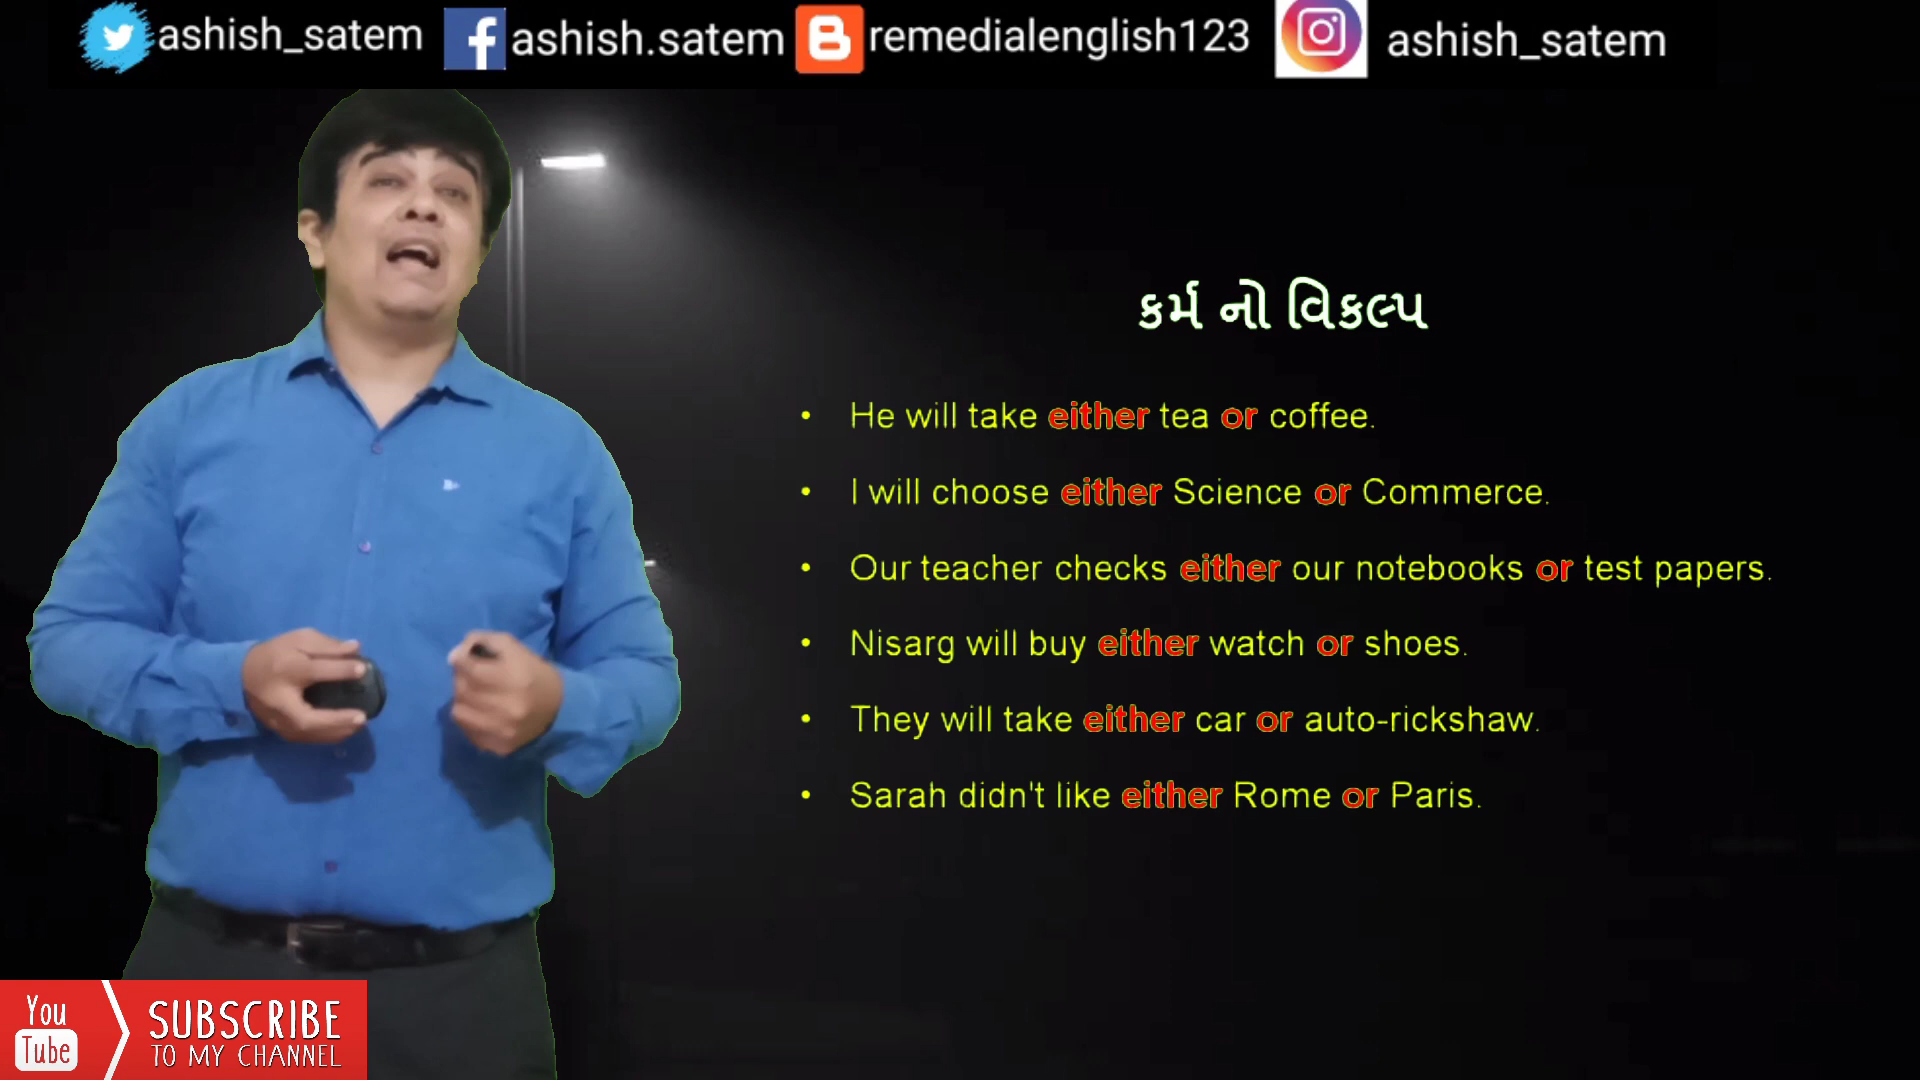 ashish_satem ashish.satem remedialenglish123 ashish_satem
કર્મ નો વિકલ્પ
• He will take either tea or coffee.
• I will choose either Science or Commerce.
• Our teacher checks either our notebooks or test papers.
• Nisarg will buy either watch or shoes.
• They will take either car or auto-rickshaw.
• Sarah didn't like either Rome or Paris.
You
Tube
SUBSCRIBE
TO MY CHANNEL